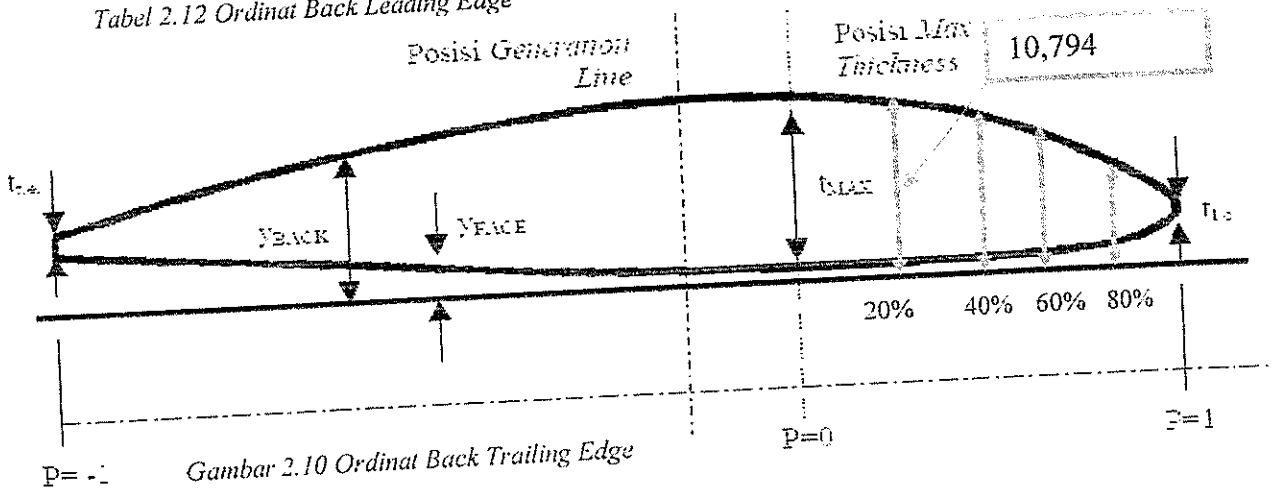 Tabel 2.12 Ordinat Back Leading Edge
Posisi Generation
Line
Posisi Max
Thickness
10,794
tMAX
yBACK
yFACE
20%
40%
60%
80%
P=0
P=1
Gambar 2.10 Ordinat Back Trailing Edge